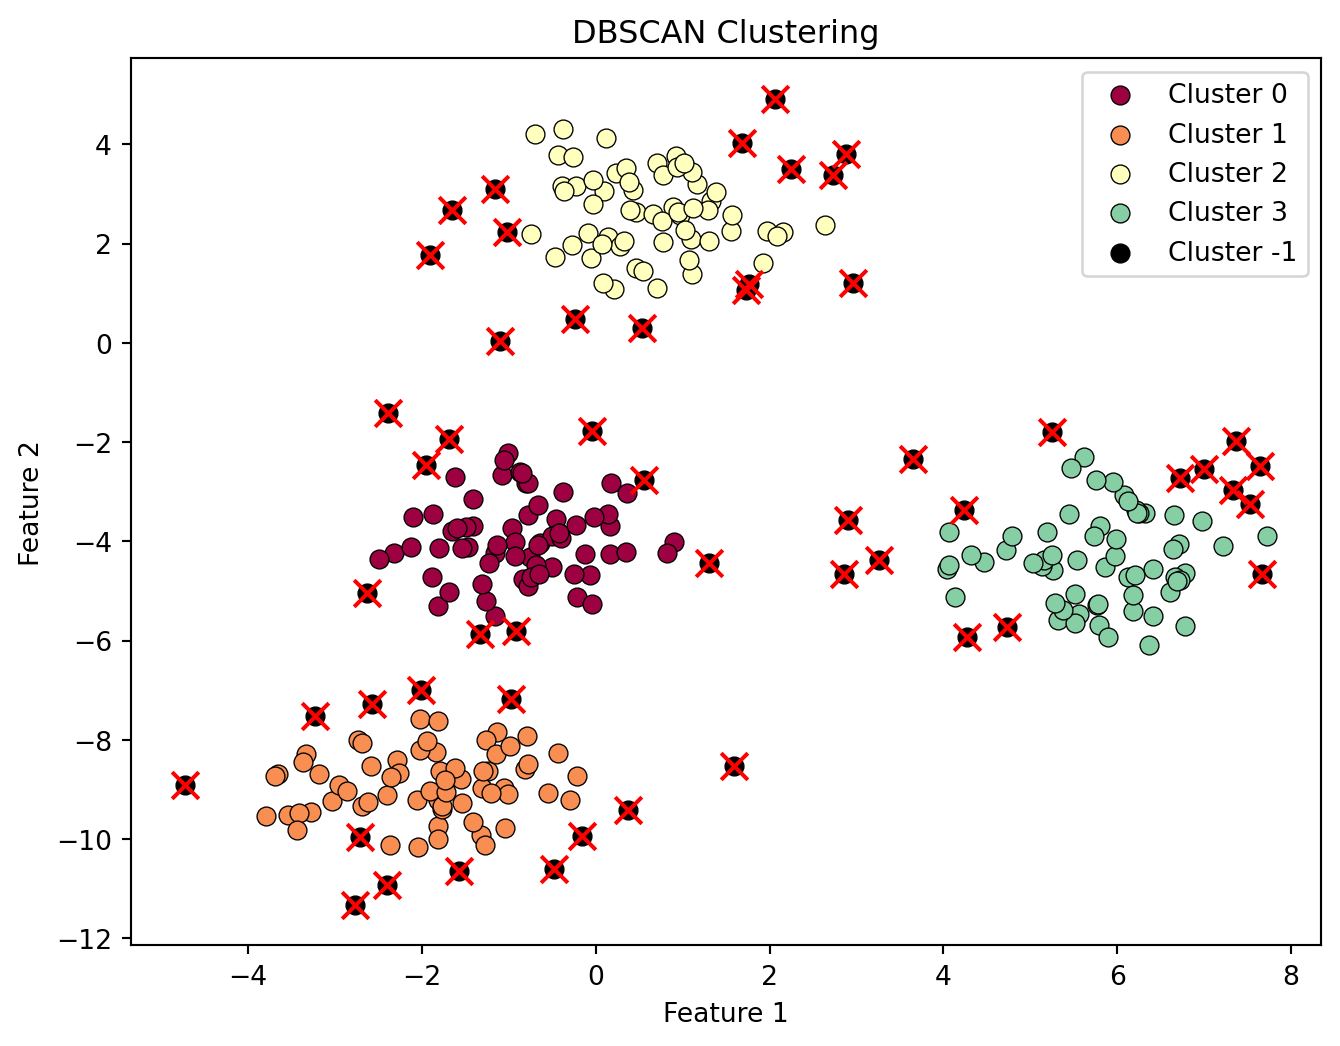 DBSCAN Clustering
Cluster 0
Cluster 1
Cluster 2
Cluster 3
Cluster -1
Feature 2
4
2
0
−2
−4
−6
−8
−10
−12
−4 −2 0 2 4 6 8
Feature 1